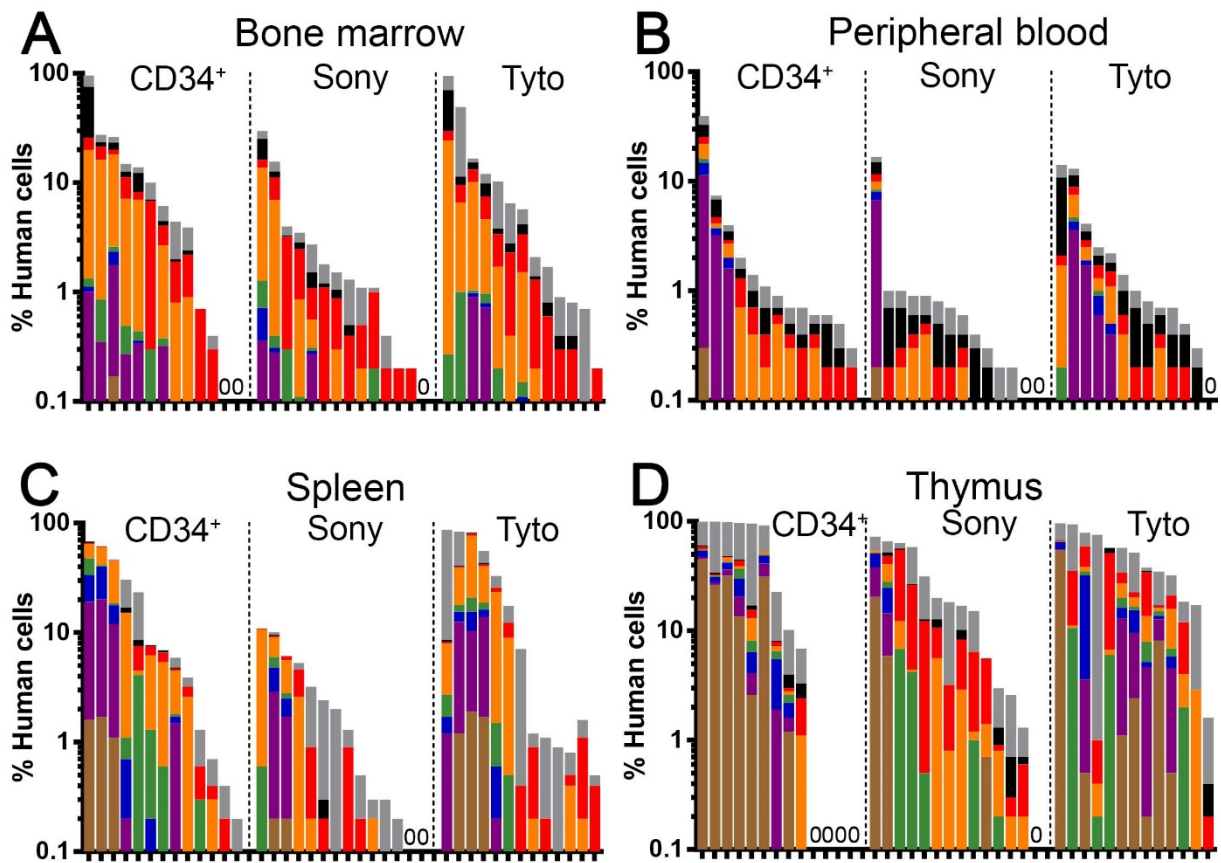 A Bone marrow
% Human cells
100
10
1
0.1
CD34⁺ Sony Tyto
00 0
B Peripheral blood
% Human cells
100
10
1
0.1
CD34⁺ Sony Tyto
00 0
C Spleen
% Human cells
100
10
1
0.1
CD34⁺ Sony Tyto
00
D Thymus
% Human cells
100
10
1
0.1
CD34⁺ Sony Tyto
00000 0